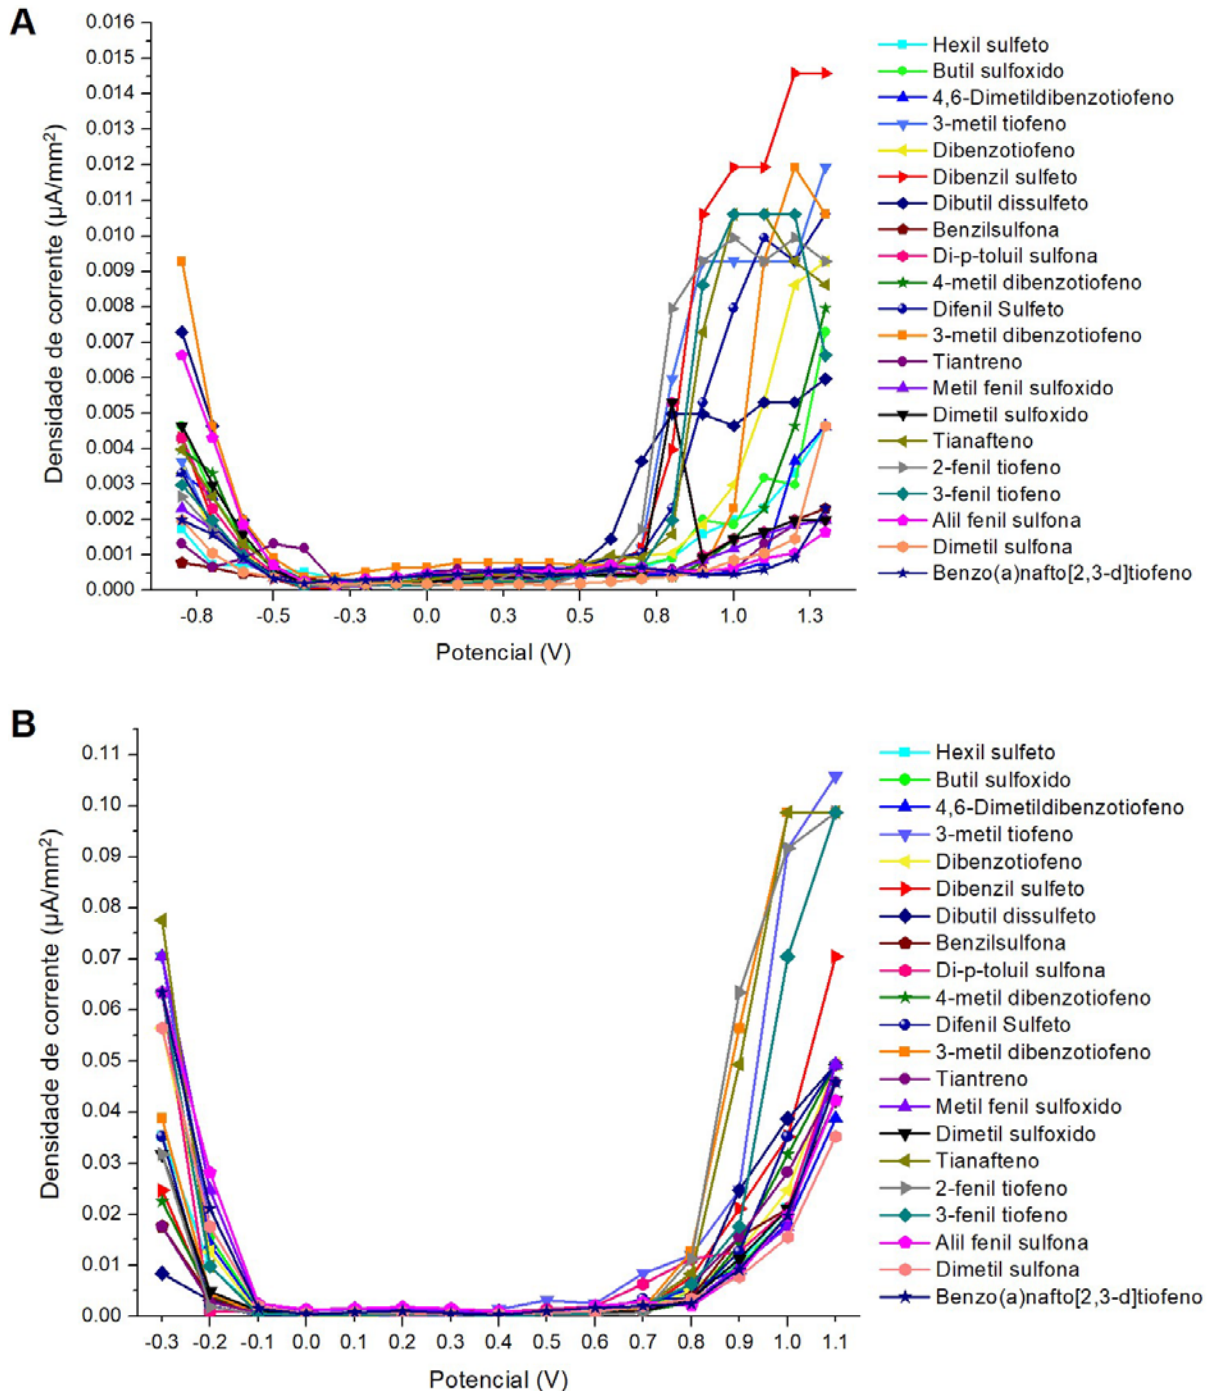 A
0.016
0.015
0.014
0.013
0.012
0.011
0.010
0.009
0.008
0.007
0.006
0.005
0.004
0.003
0.002
0.001
0.000
Densidade de corrente (µA/mm²)
-0.8 -0.5 -0.3 0.0 0.3 0.5 0.8 1.0 1.3
Potencial (V)
Hexil sulfeto
Butil sulfoxido
4,6-Dimetildibenzotiofeno
3-metil tiofeno
Dibenzotiofeno
Dibenzil sulfeto
Dibutil dissulfeto
Benzilsulfona
Di-p-toluil sulfona
4-metil dibenzotiofeno
Difenil Sulfeto
3-metil dibenzotiofeno
Tiantreno
Metil fenil sulfoxido
Dimetil sulfoxido
Tianafteno
2-fenil tiofeno
3-fenil tiofeno
Alil fenil sulfona
Dimetil sulfona
Benzo(a)nafto[2,3-d]tiofeno
B
0.11
0.10
0.09
0.08
0.07
0.06
0.05
0.04
0.03
0.02
0.01
0.00
Densidade de corrente (µA/mm²)
-0.3 -0.2 -0.1 0.0 0.1 0.2 0.3 0.4 0.5 0.6 0.7 0.8 0.9 1.0 1.1
Potencial (V)
Hexil sulfeto
Butil sulfoxido
4,6-Dimetildibenzotiofeno
3-metil tiofeno
Dibenzotiofeno
Dibenzil sulfeto
Dibutil dissulfeto
Benzilsulfona
Di-p-toluil sulfona
4-metil dibenzotiofeno
Difenil Sulfeto
3-metil dibenzotiofeno
Tiantreno
Metil fenil sulfoxido
Dimetil sulfoxido
Tianafteno
2-fenil tiofeno
3-fenil tiofeno
Alil fenil sulfona
Dimetil sulfona
Benzo(a)nafto[2,3-d]tiofeno